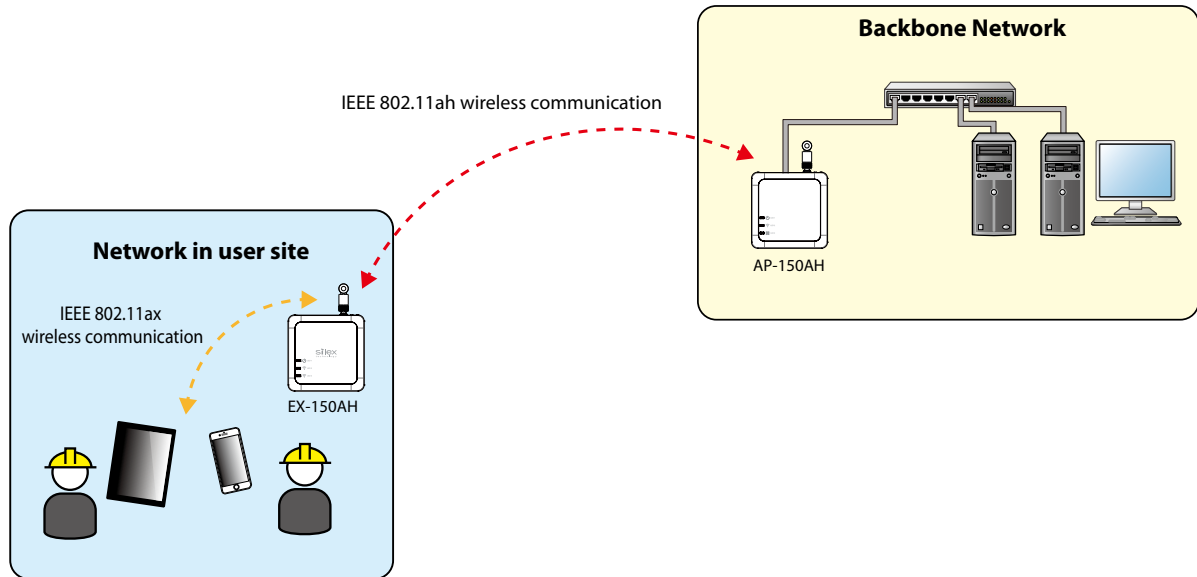 Backbone Network
IEEE 802.11ah wireless communication
AP-150AH
Network in user site
IEEE 802.11ax
wireless communication
silex
EX-150AH